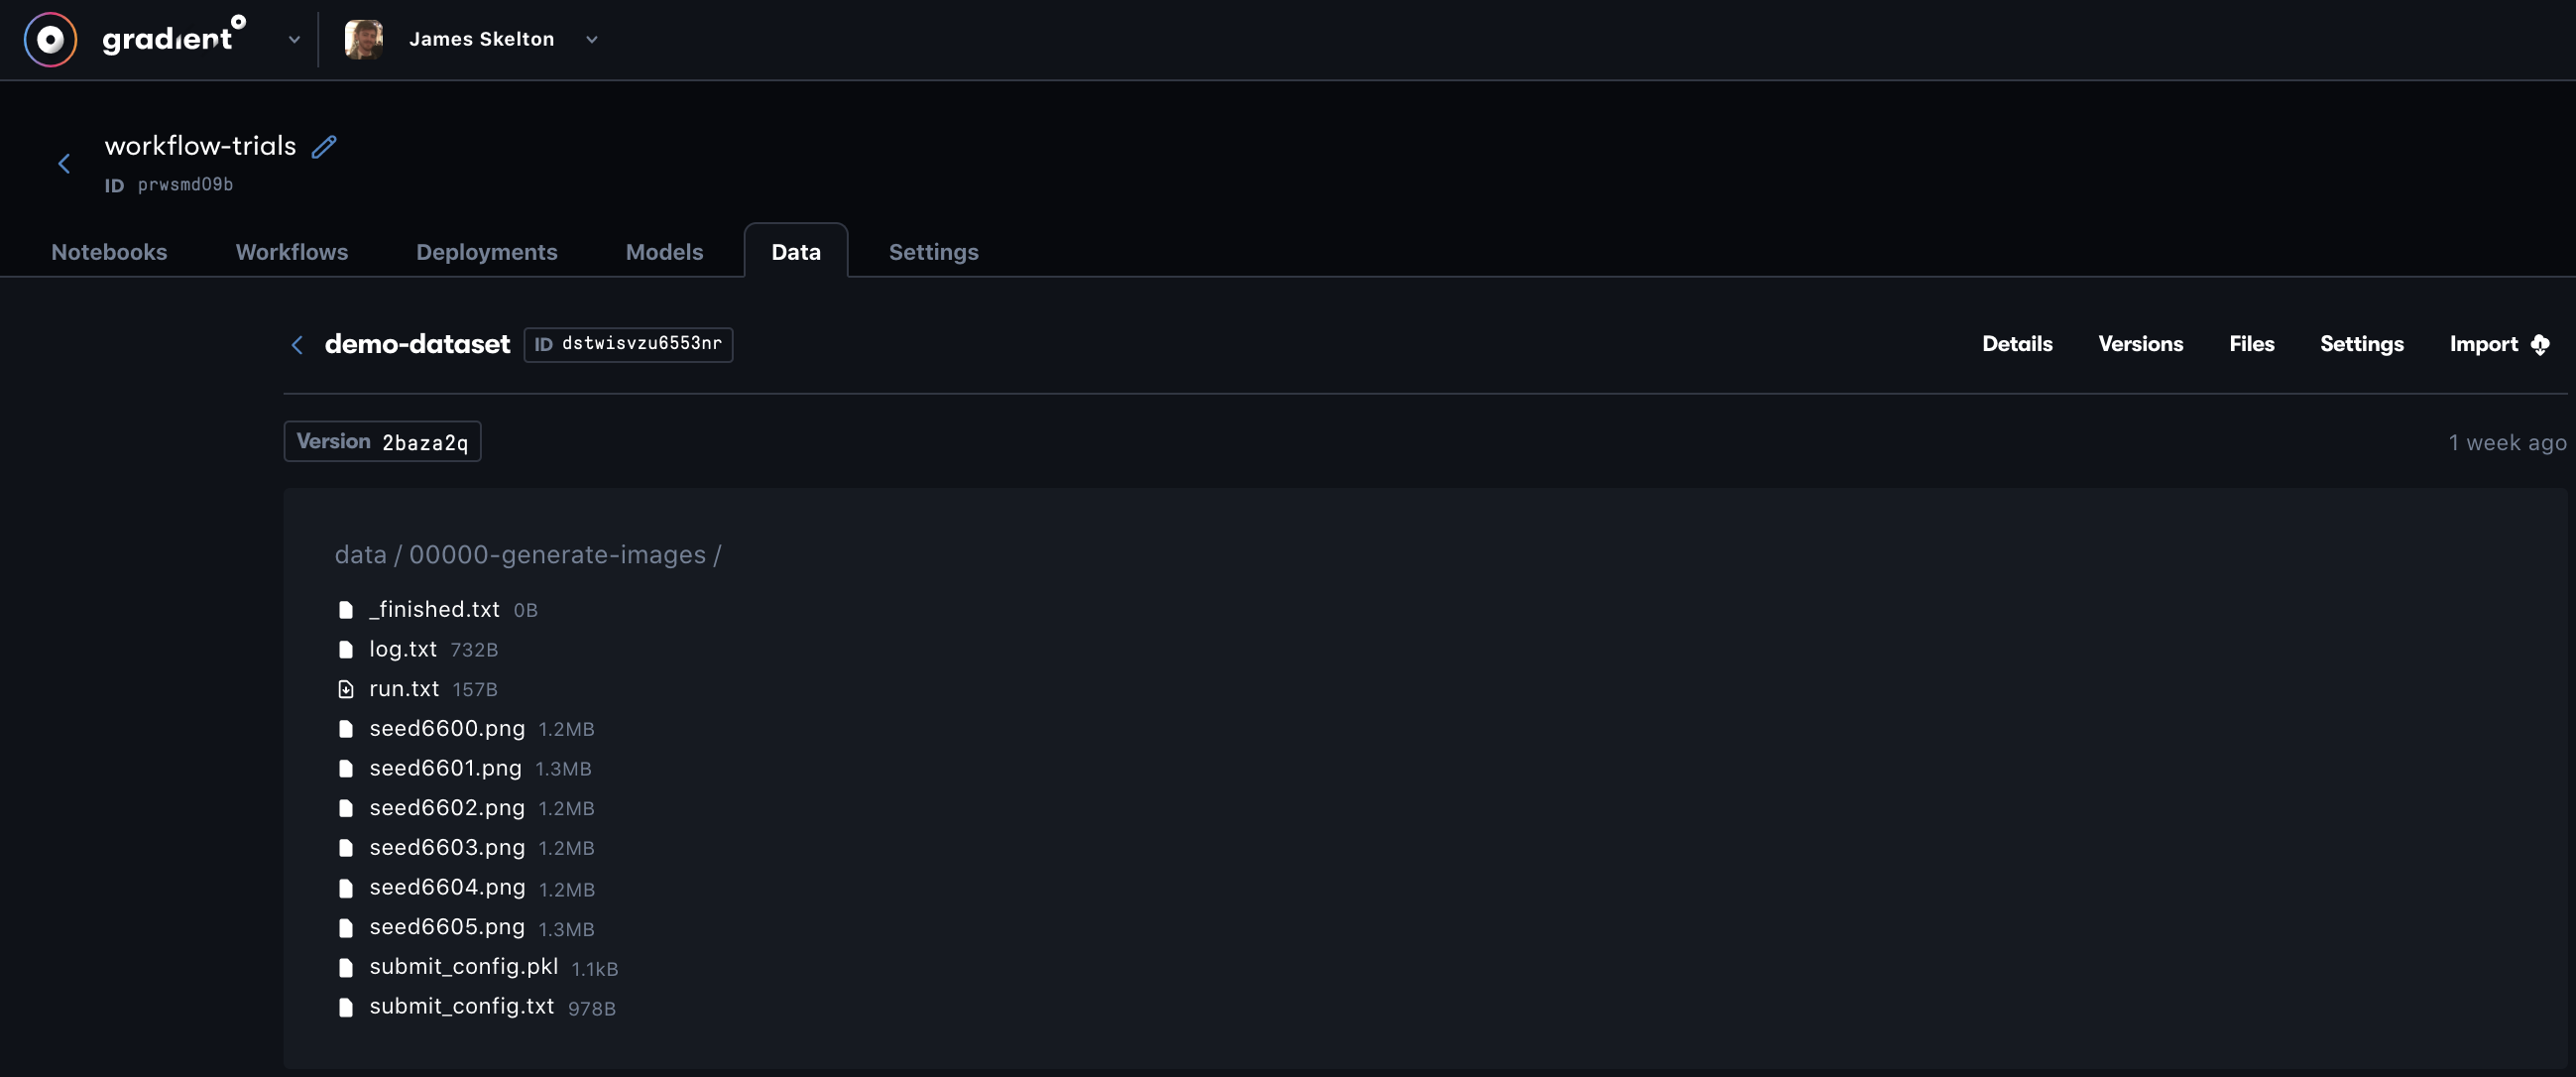 gradient James Skelton
workflow-trials
ID prwsmd09b
Notebooks Workflows Deployments Models Data Settings
demo-dataset ID dstwisvzu6553nr Details Versions Files Settings Import
Version 2baza2q 1 week ago
data / 00000-generate-images /
_finished.txt 0B
log.txt 732B
run.txt 157B
seed6600.png 1.2MB
seed6601.png 1.3MB
seed6602.png 1.2MB
seed6603.png 1.2MB
seed6604.png 1.2MB
seed6605.png 1.3MB
submit_config.pkl 1.1kB
submit_config.txt 978B